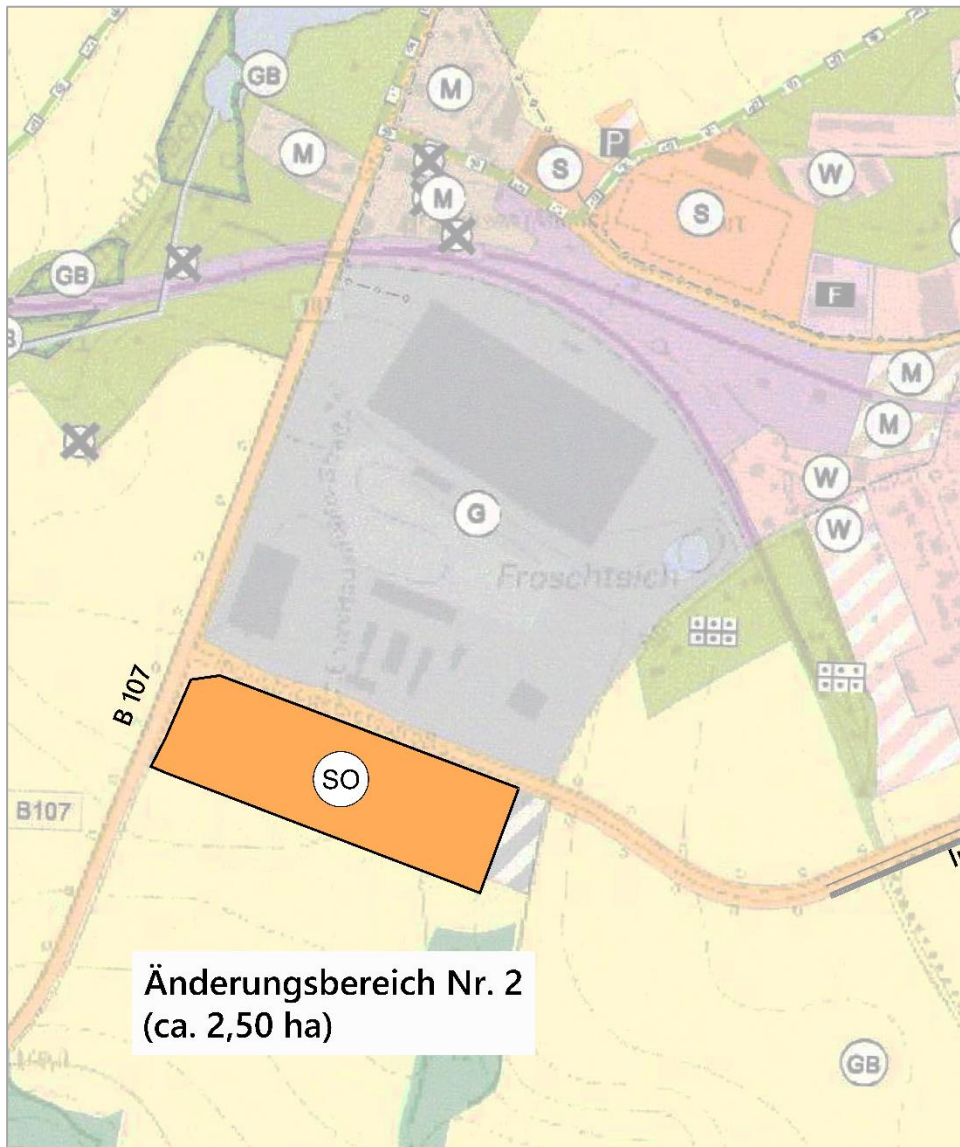 GB
M
M
P
S
W
M
S
GB
F
M
M
W
G
W
Froschteich
B 107
SO
B107
Änderungsbereich Nr. 2
(ca. 2,50 ha)
GB